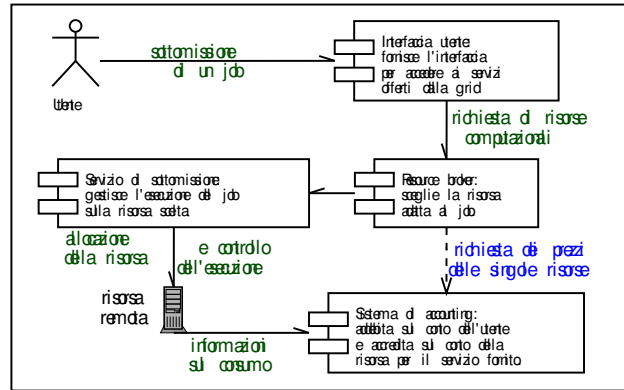 Utente
sottomissione
di un job
Interfaccia utente:
fornisce l'interfaccia
per accedere ai servizi
offerti dalla grid
richiesta di risorse
computazionali
Resource broker:
sceglie la risorsa
adatta al job
Servizio di sottomissione:
gestisce l'esecuzione del job
sulla risorsa scelta
allocazione
della risorsa
e controllo
dell'esecuzione
richiesta dei prezzi
delle singole risorse
risorsa
remota
informazioni
sul consumo
Sistema di accounting:
addebita sul conto dell'utente
e accredita sul conto della
risorsa per il servizio fornito